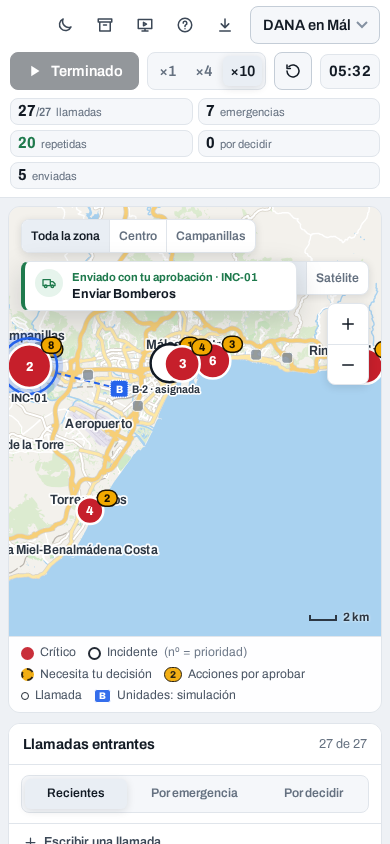 DANA en Mál
Terminado
×1 ×4 ×10
05:32
27/27 llamadas
7 emergencias
20 repetidas
0 por decidir
5 enviadas
Toda la zona Centro Campanillas
Enviado con tu aprobación · INC-01
Enviar Bomberos
Satélite
+
−
mpanillas
8
2
INC-01
4
3
3
6
Rin
B B-2 · asignada
Aeropuerto
de la Torre
2
4
a Miel-Benalmádena Costa
2 km
Crítico Incidente (nº = prioridad)
Necesita tu decisión 2 Acciones por aprobar
Llamada B Unidades: simulación
Llamadas entrantes 27 de 27
Recientes Por emergencia Por decidir
+ Escribir una llamada